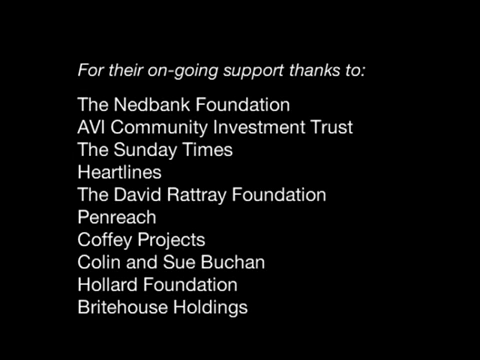 For their on-going support thanks to:
The Nedbank Foundation
AVI Community Investment Trust
The Sunday Times
Heartlines
The David Rattray Foundation
Penreach
Coffey Projects
Colin and Sue Buchan
Hollard Foundation
Britehouse Holdings